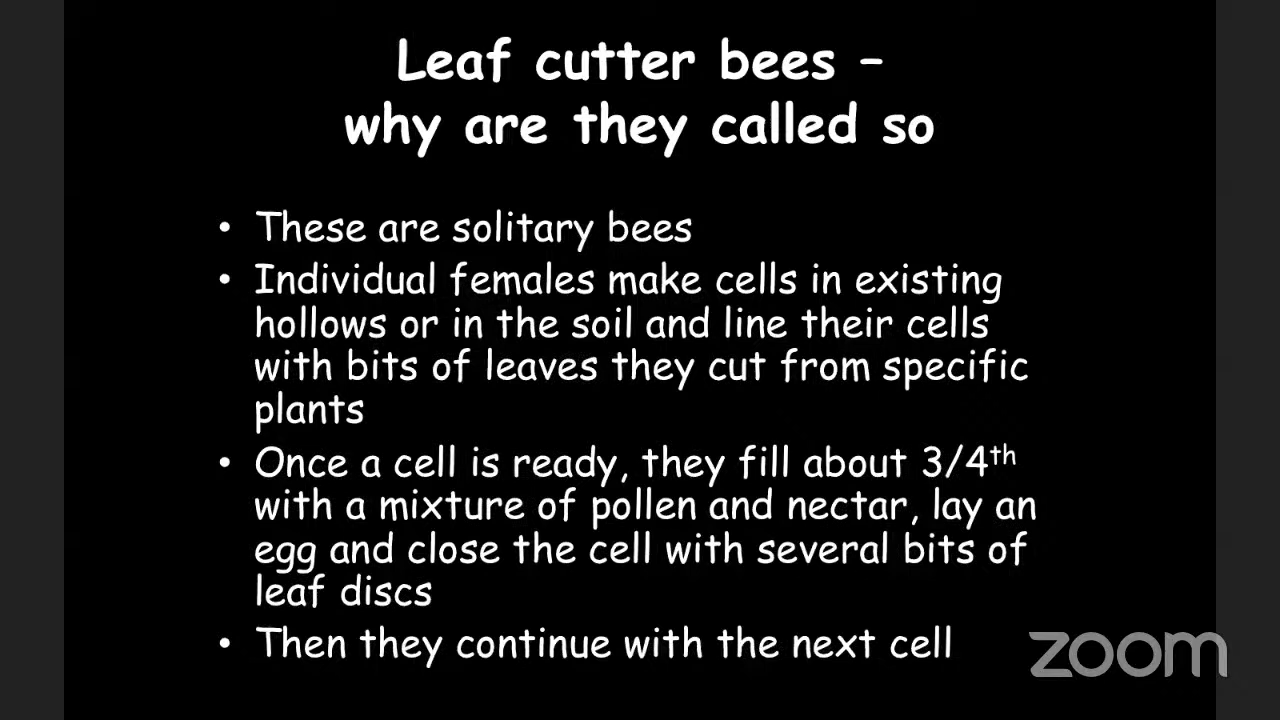 Leaf cutter bees –
why are they called so
• These are solitary bees
• Individual females make cells in existing
hollows or in the soil and line their cells
with bits of leaves they cut from specific
plants
• Once a cell is ready, they fill about 3/4th
with a mixture of pollen and nectar, lay an
egg and close the cell with several bits of
leaf discs
• Then they continue with the next cell
zoom